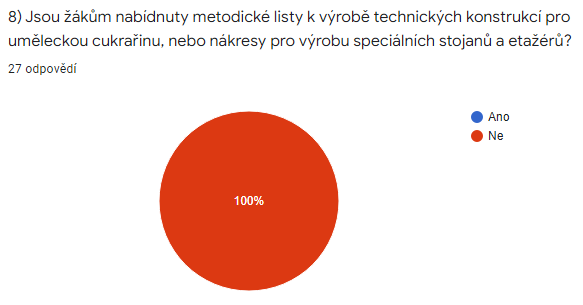 8) Jsou žákům nabídnuty metodické listy k výrobě technických konstrukcí pro
uměleckou cukrařinu, nebo nákresy pro výrobu speciálních stojanů a etažérů?
27 odpovědí
Ano
Ne
100%